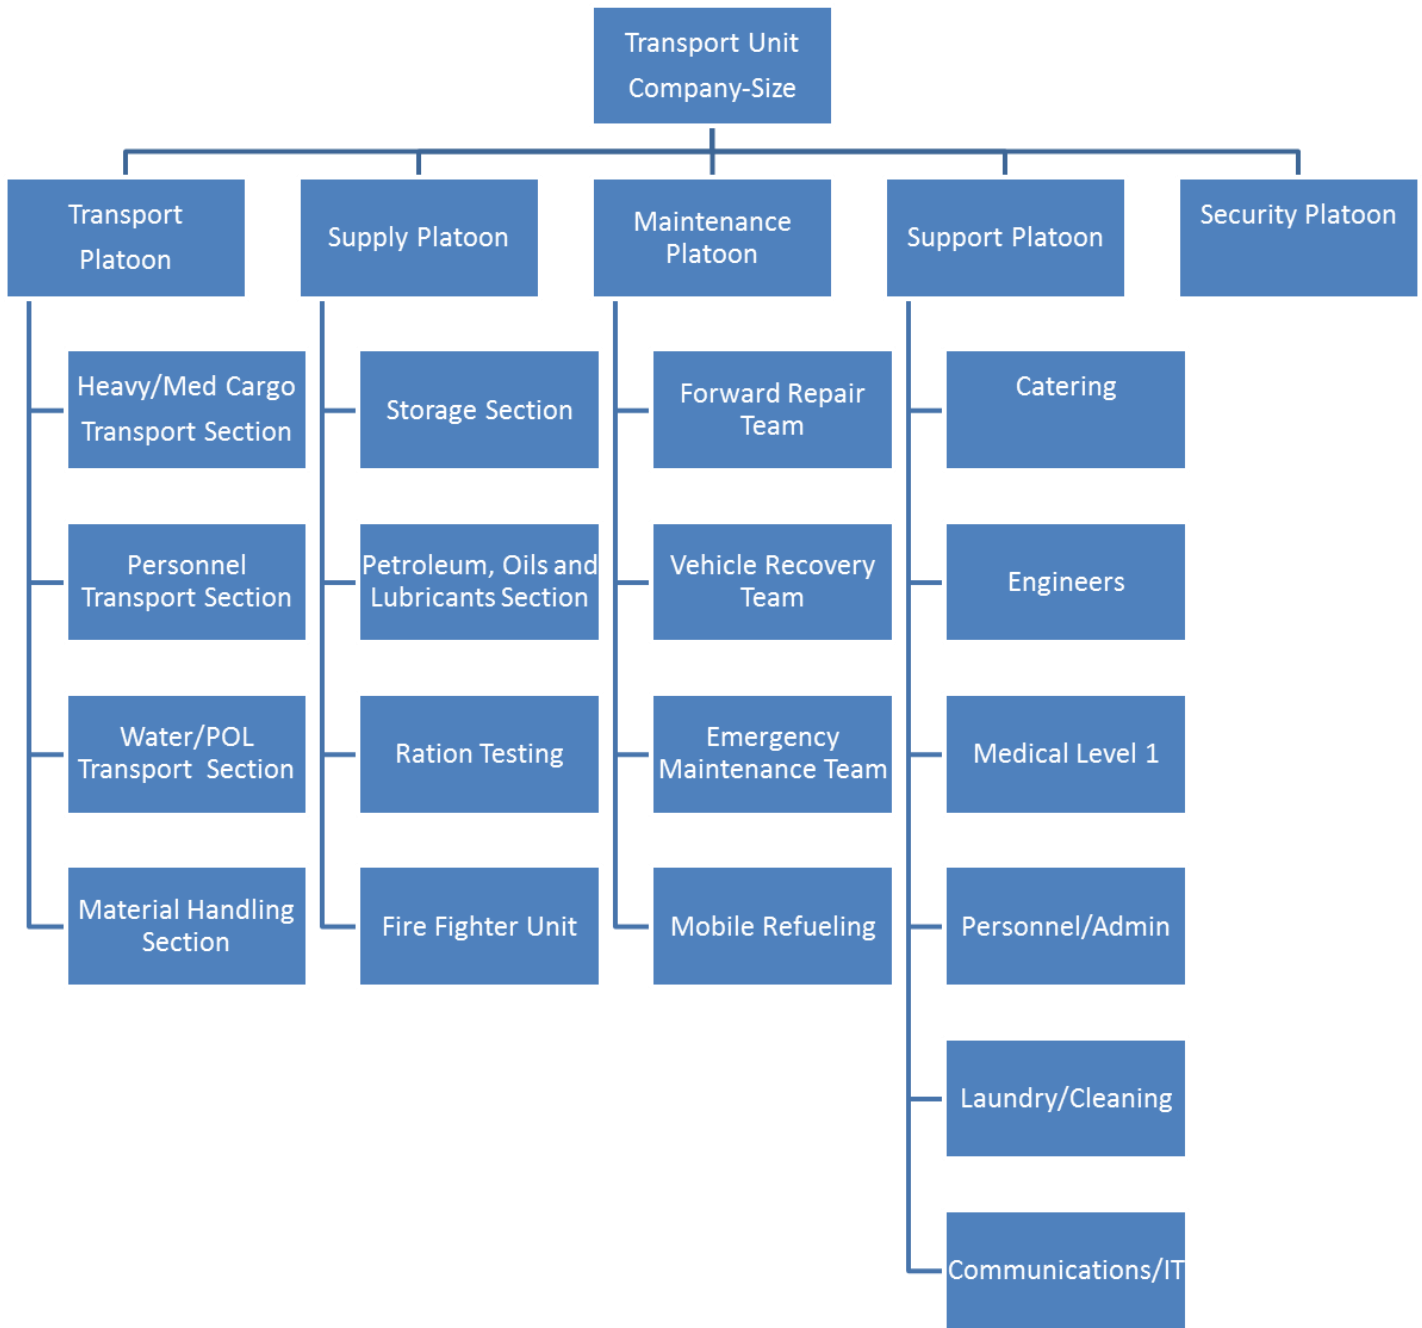 Transport Unit
Company-Size
Transport
Platoon
Supply Platoon
Maintenance
Platoon
Support Platoon
Security Platoon
Heavy/Med Cargo
Transport Section
Personnel
Transport Section
Water/POL
Transport Section
Material Handling
Section
Storage Section
Petroleum, Oils and
Lubricants Section
Ration Testing
Fire Fighter Unit
Forward Repair
Team
Vehicle Recovery
Team
Emergency
Maintenance Team
Mobile Refueling
Catering
Engineers
Medical Level 1
Personnel/Admin
Laundry/Cleaning
Communications/IT